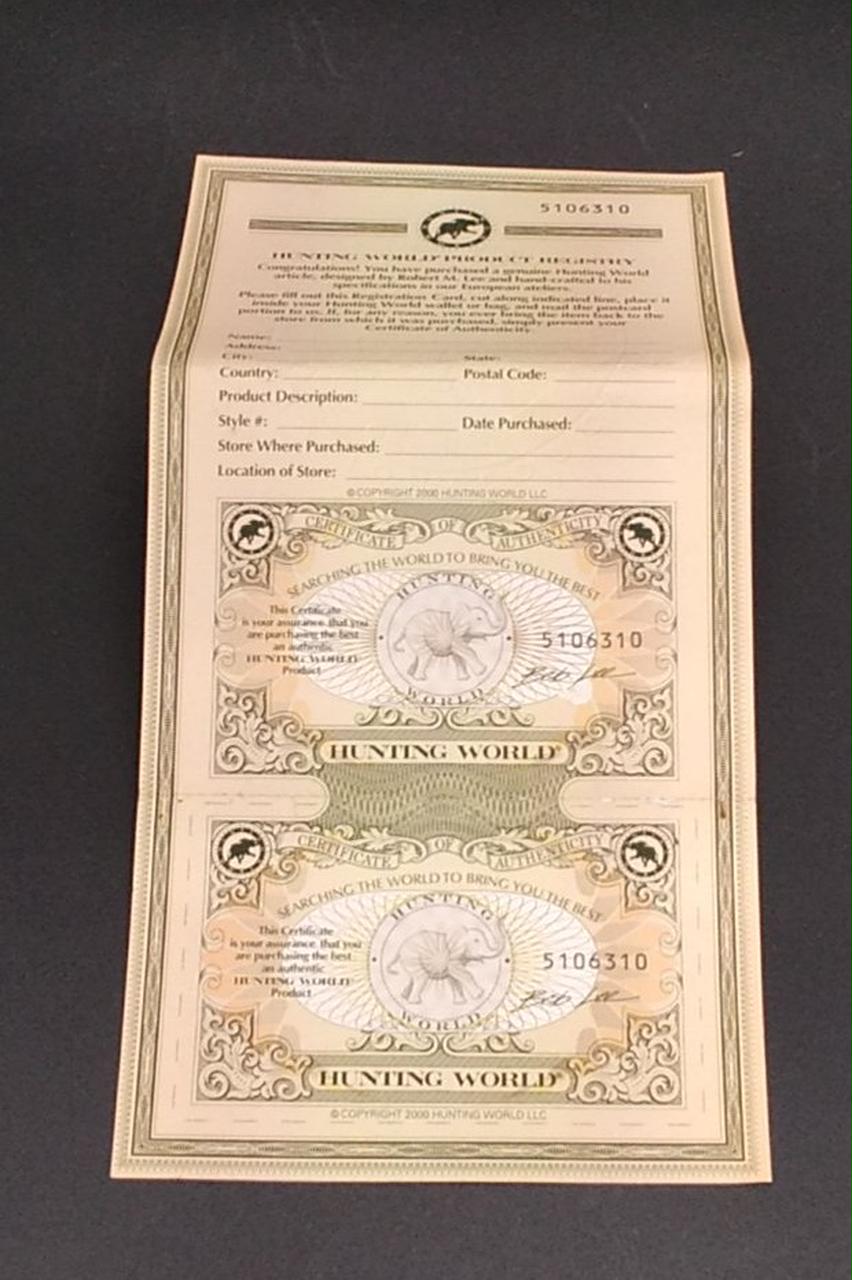 5106310
HUNTING WORLD® PRODUCT REGISTRY
Congratulations! You have purchased a genuine Hunting World
article, designed by Robert M. Lee and hand-crafted to his
specifications in our European ateliers.
Please fill out this Registration Card, cut along indicated line, place it
inside your Hunting World wallet or bag, and mail the postcard
portion to us. If, for any reason, you ever bring the item back to the
store from which it was purchased, simply present your
Certificate of Authenticity.
Name:
Address:
City: State:
Country: Postal Code:
Product Description:
Style #: Date Purchased:
Store Where Purchased:
Location of Store:
© COPYRIGHT 2000 HUNTING WORLD LLC
CERTIFICATE OF AUTHENTICITY
SEARCHING THE WORLD TO BRING YOU THE BEST
HUNTING
This Certificate
is your assurance that you
are purchasing the best
an authentic
HUNTING WORLD®
Product
5106310
Bob Lee
WORLD
HUNTING WORLD®
CERTIFICATE OF AUTHENTICITY
SEARCHING THE WORLD TO BRING YOU THE BEST
HUNTING
This Certificate
is your assurance that you
are purchasing the best
an authentic
HUNTING WORLD®
Product
5106310
Bob Lee
WORLD
HUNTING WORLD®
© COPYRIGHT 2000 HUNTING WORLD LLC